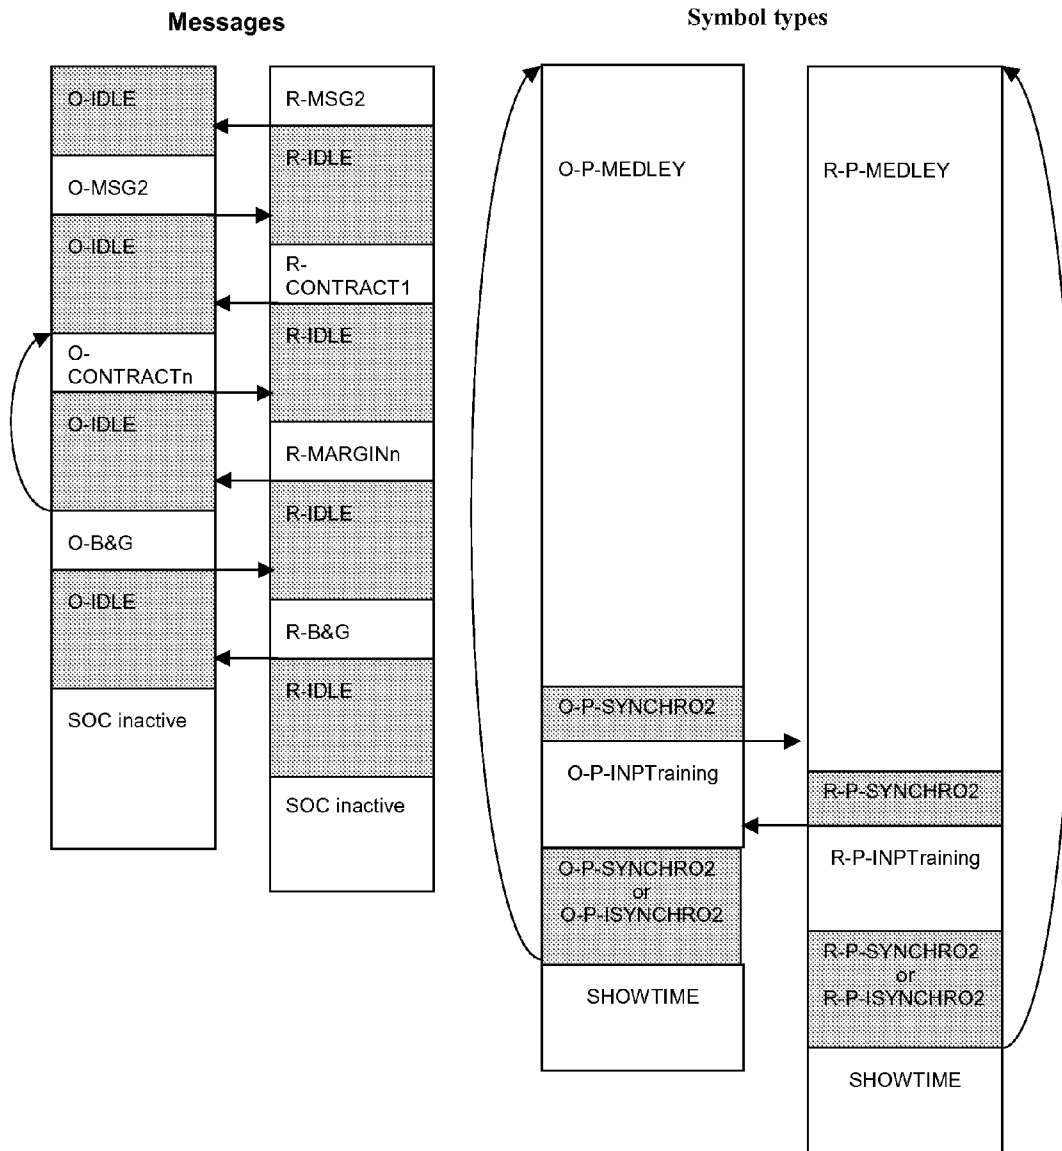 Messages
Symbol types
O-IDLE
O-MSG2
O-IDLE
O-
CONTRACTn
O-IDLE
O-B&G
O-IDLE
SOC inactive
R-MSG2
R-IDLE
R-
CONTRACT1
R-IDLE
R-MARGINn
R-IDLE
R-B&G
R-IDLE
SOC inactive
O-P-MEDLEY
O-P-SYNCHRO2
O-P-INPTraining
O-P-SYNCHRO2
or
O-P-ISYNCHRO2
SHOWTIME
R-P-MEDLEY
R-P-SYNCHRO2
R-P-INPTraining
R-P-SYNCHRO2
or
R-P-ISYNCHRO2
SHOWTIME